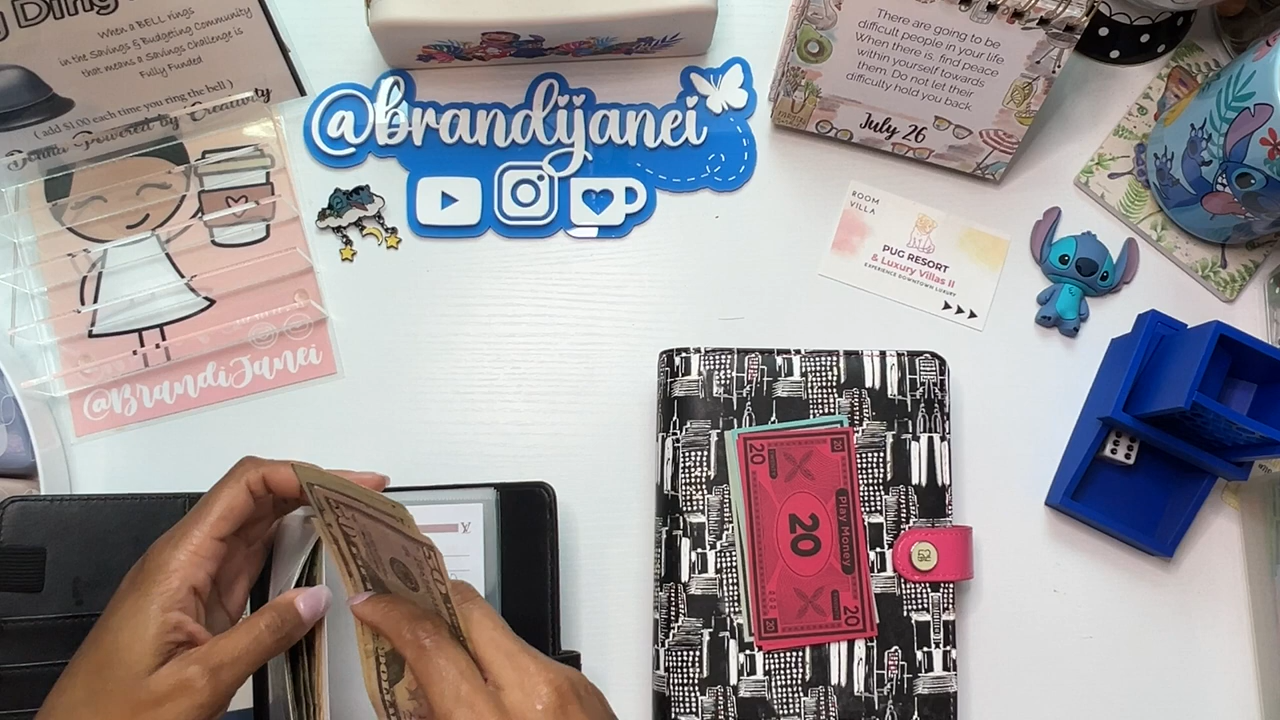 When a BELL rings
in the Savings & Budgeting Community
that means a Savings Challenge is
Fully Funded
( add $1.00 each time you ring the bell )
Powered by Creativity
@BrandiJanei
@brandijanei
There are going to be
difficult people in your life
When there is, find peace
within yourself towards
them. Do not let their
difficulty hold you back.
July 26
ROOM
VILLA
PUG RESORT
& Luxury Villas II
EXPERIENCE DOWNTOWN LUXURY
20
20
Play Money
20
20
20